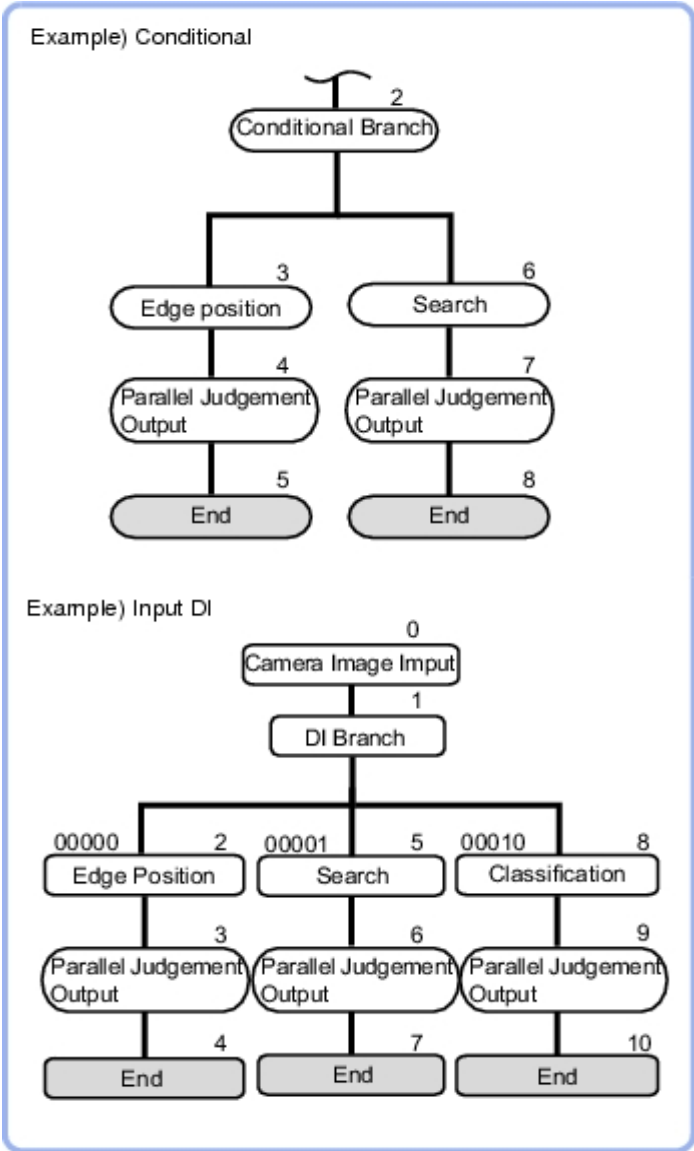 Example) Conditional
2
Conditional Branch
3
6
Edge position
Search
4
7
Parallel Judgement
Output
Parallel Judgement
Output
5
8
End
End
Example) Input DI
0
Camera Image Imput
1
DI Branch
00000 2
00001 5
00010 8
Edge Position
Search
Classification
3
6
9
Parallel Judgement
Output
Parallel Judgement
Output
Parallel Judgement
Output
4
7
10
End
End
End